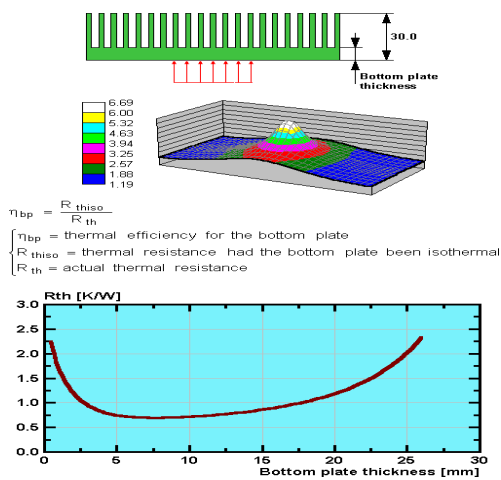 30.0
Bottom plate
thickness
6.69
6.00
5.32
4.63
3.94
3.25
2.57
1.88
1.19
η bp = R thiso / R th
η bp = thermal efficiency for the bottom plate
R thiso = thermal resistance had the bottom plate been isothermal
R th = actual thermal resistance
Rth [K/W]
3.0
2.5
2.0
1.5
1.0
0.5
0.0
0 5 10 15 20 25 30
Bottom plate thickness [mm]